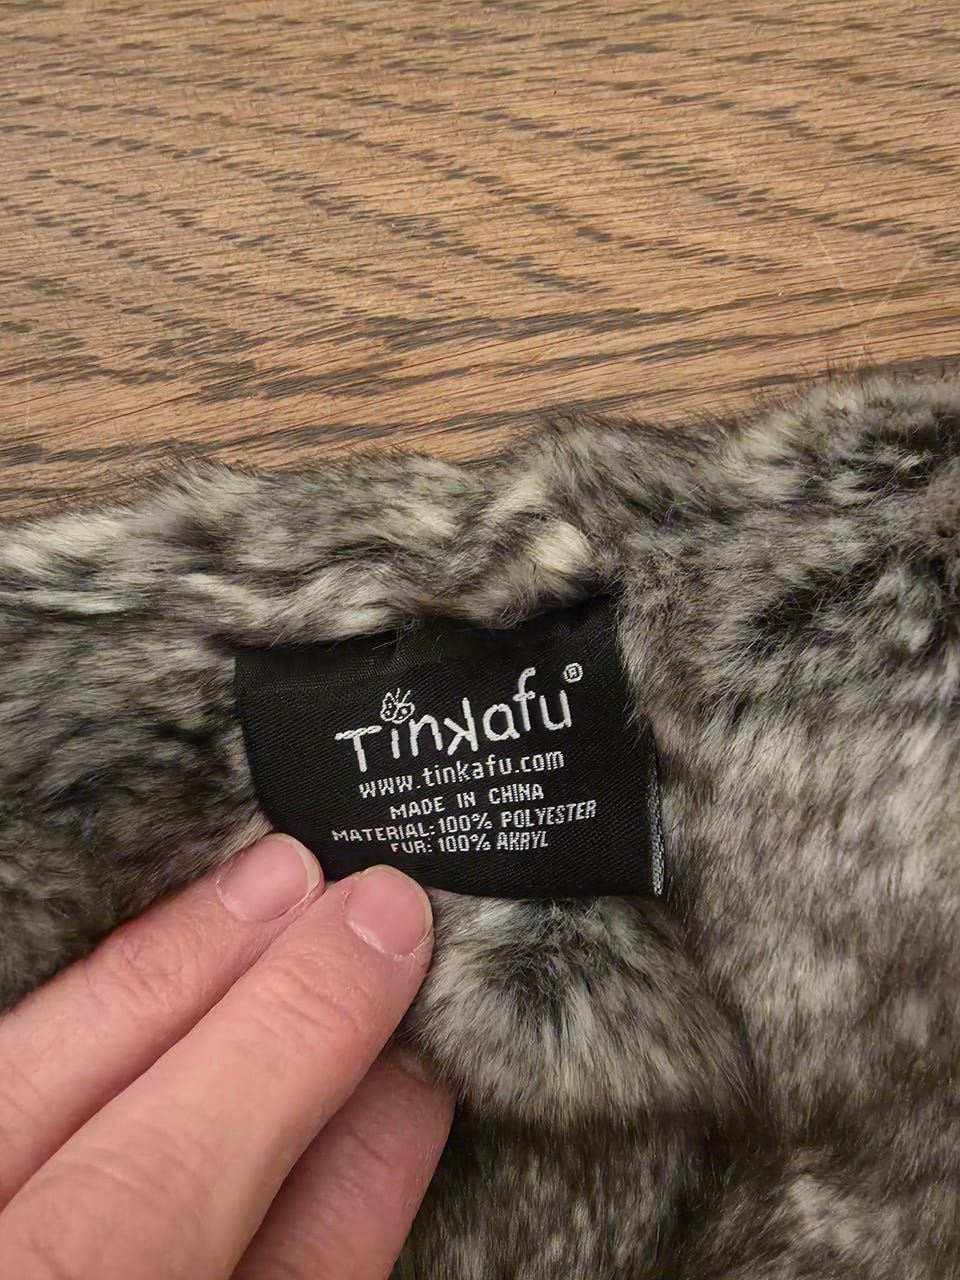 Tinkafu®
www.tinkafu.com
MADE IN CHINA
MATERIAL: 100% POLYESTER
FUR: 100% AKRYL